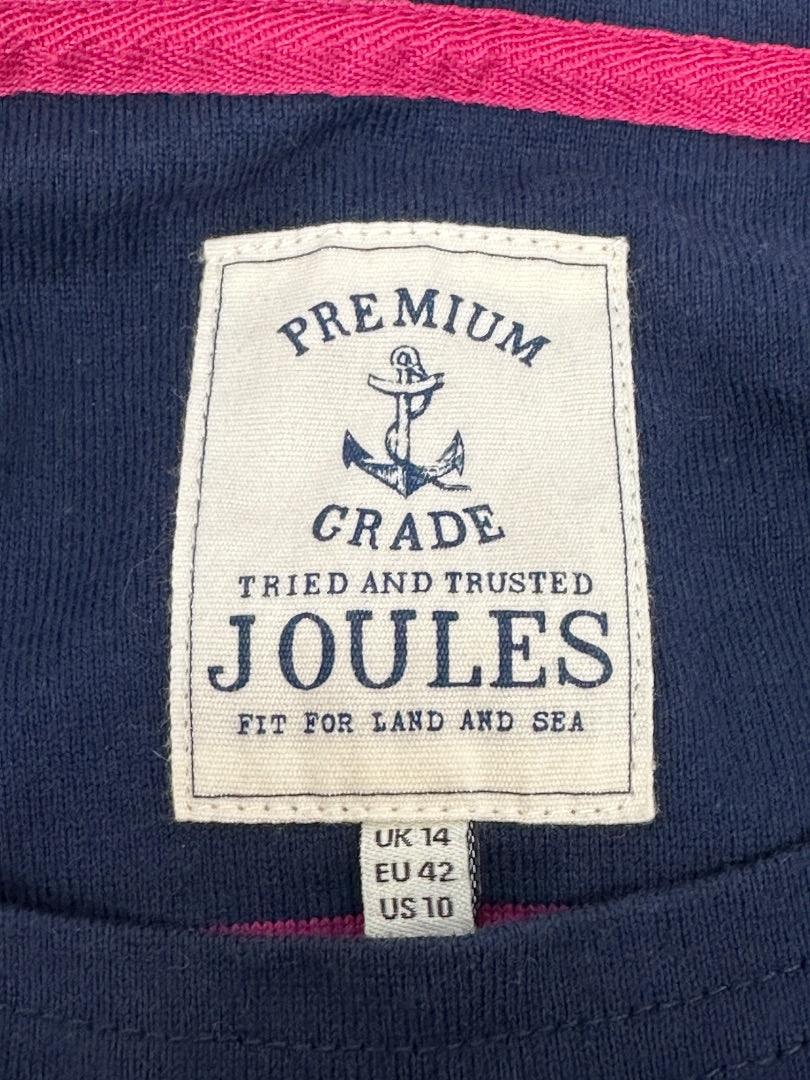 PREMIUM
GRADE
TRIED AND TRUSTED
JOULES
FIT FOR LAND AND SEA
UK 14
EU 42
US 10